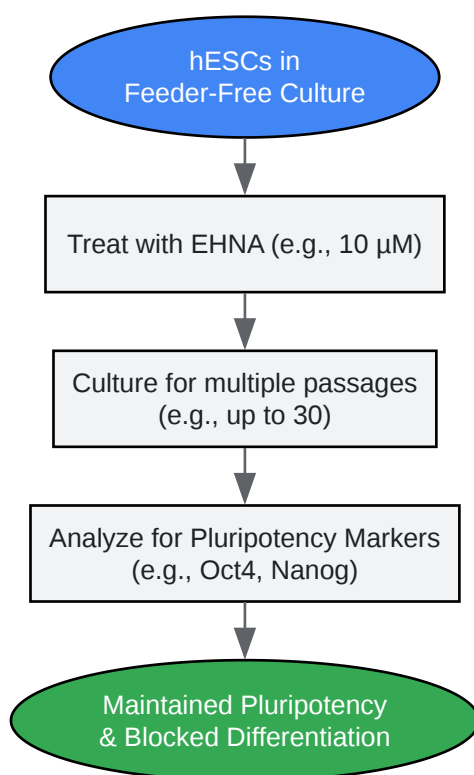 hESCs in
Feeder-Free Culture
Treat with EHNA (e.g., 10 µM)
Culture for multiple passages
(e.g., up to 30)
Analyze for Pluripotency Markers
(e.g., Oct4, Nanog)
Maintained Pluripotency
& Blocked Differentiation